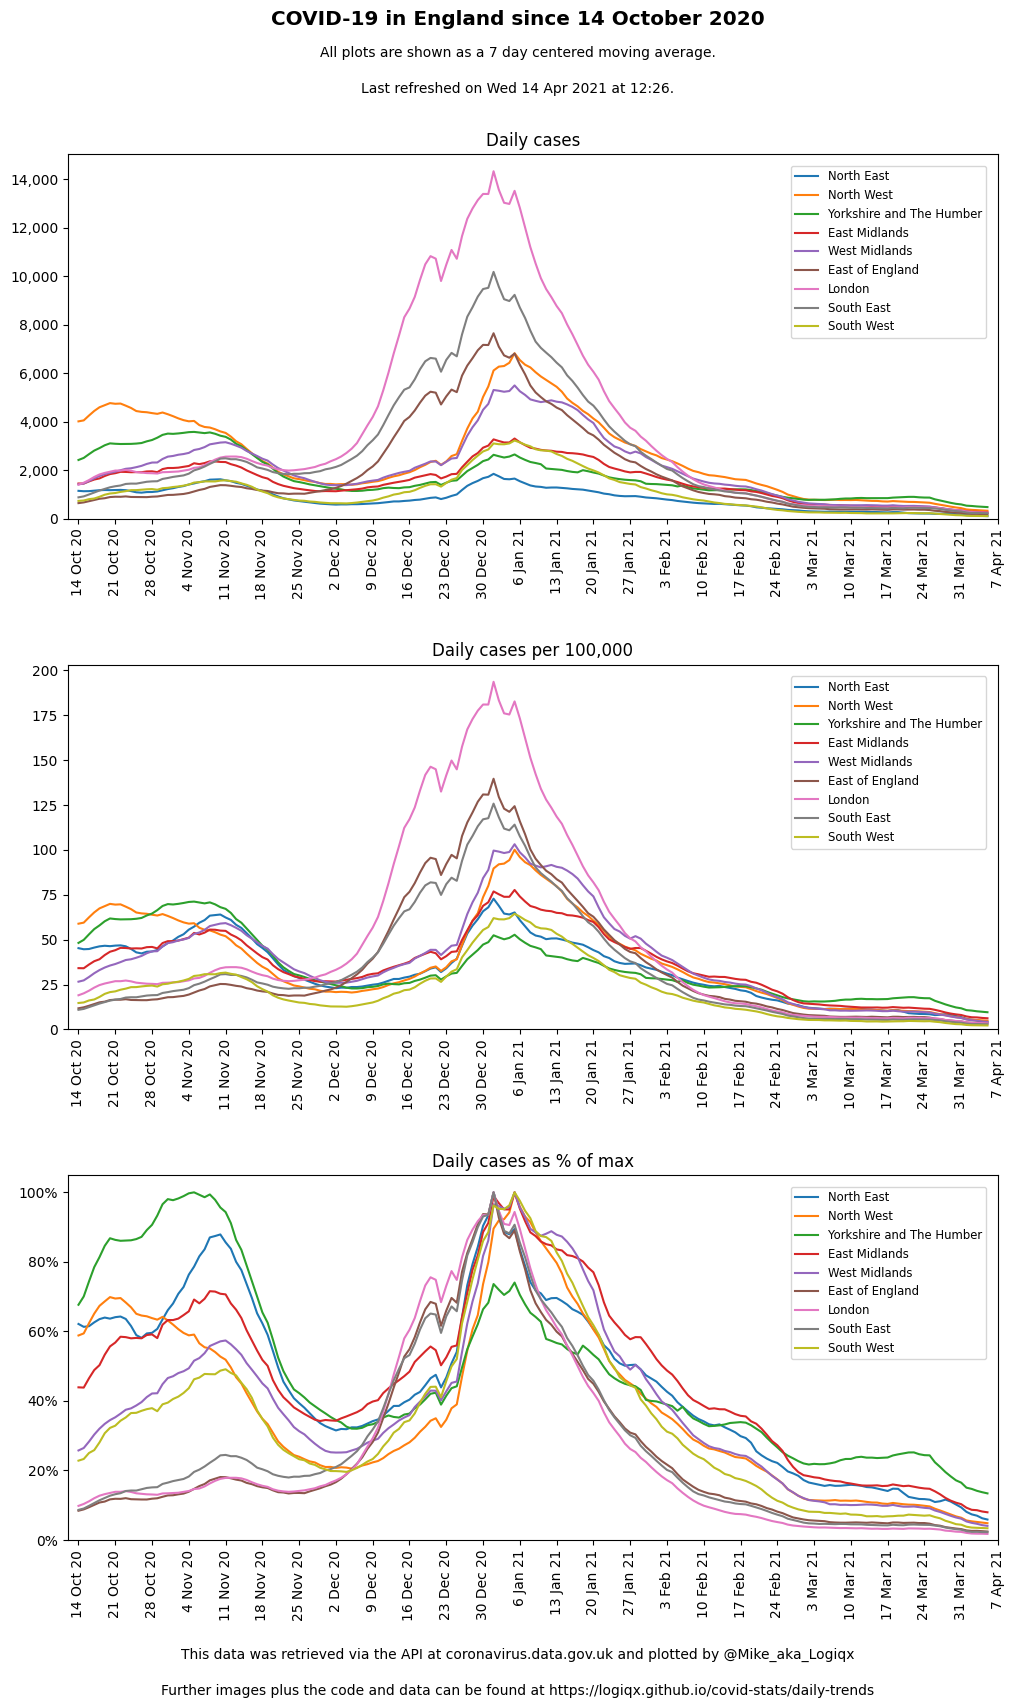 COVID-19 in England since 14 October 2020
All plots are shown as a 7 day centered moving average.
Last refreshed on Wed 14 Apr 2021 at 12:26.
Daily cases
14,000
12,000
10,000
8,000
6,000
4,000
2,000
0
North East
North West
Yorkshire and The Humber
East Midlands
West Midlands
East of England
London
South East
South West
14 Oct 20
21 Oct 20
28 Oct 20
4 Nov 20
11 Nov 20
18 Nov 20
25 Nov 20
2 Dec 20
9 Dec 20
16 Dec 20
23 Dec 20
30 Dec 20
6 Jan 21
13 Jan 21
20 Jan 21
27 Jan 21
3 Feb 21
10 Feb 21
17 Feb 21
24 Feb 21
3 Mar 21
10 Mar 21
17 Mar 21
24 Mar 21
31 Mar 21
7 Apr 21
Daily cases per 100,000
200
175
150
125
100
75
50
25
0
North East
North West
Yorkshire and The Humber
East Midlands
West Midlands
East of England
London
South East
South West
14 Oct 20
21 Oct 20
28 Oct 20
4 Nov 20
11 Nov 20
18 Nov 20
25 Nov 20
2 Dec 20
9 Dec 20
16 Dec 20
23 Dec 20
30 Dec 20
6 Jan 21
13 Jan 21
20 Jan 21
27 Jan 21
3 Feb 21
10 Feb 21
17 Feb 21
24 Feb 21
3 Mar 21
10 Mar 21
17 Mar 21
24 Mar 21
31 Mar 21
7 Apr 21
Daily cases as % of max
100%
80%
60%
40%
20%
0%
North East
North West
Yorkshire and The Humber
East Midlands
West Midlands
East of England
London
South East
South West
14 Oct 20
21 Oct 20
28 Oct 20
4 Nov 20
11 Nov 20
18 Nov 20
25 Nov 20
2 Dec 20
9 Dec 20
16 Dec 20
23 Dec 20
30 Dec 20
6 Jan 21
13 Jan 21
20 Jan 21
27 Jan 21
3 Feb 21
10 Feb 21
17 Feb 21
24 Feb 21
3 Mar 21
10 Mar 21
17 Mar 21
24 Mar 21
31 Mar 21
7 Apr 21
This data was retrieved via the API at coronavirus.data.gov.uk and plotted by @Mike_aka_Logiqx
Further images plus the code and data can be found at https://logiqx.github.io/covid-stats/daily-trends